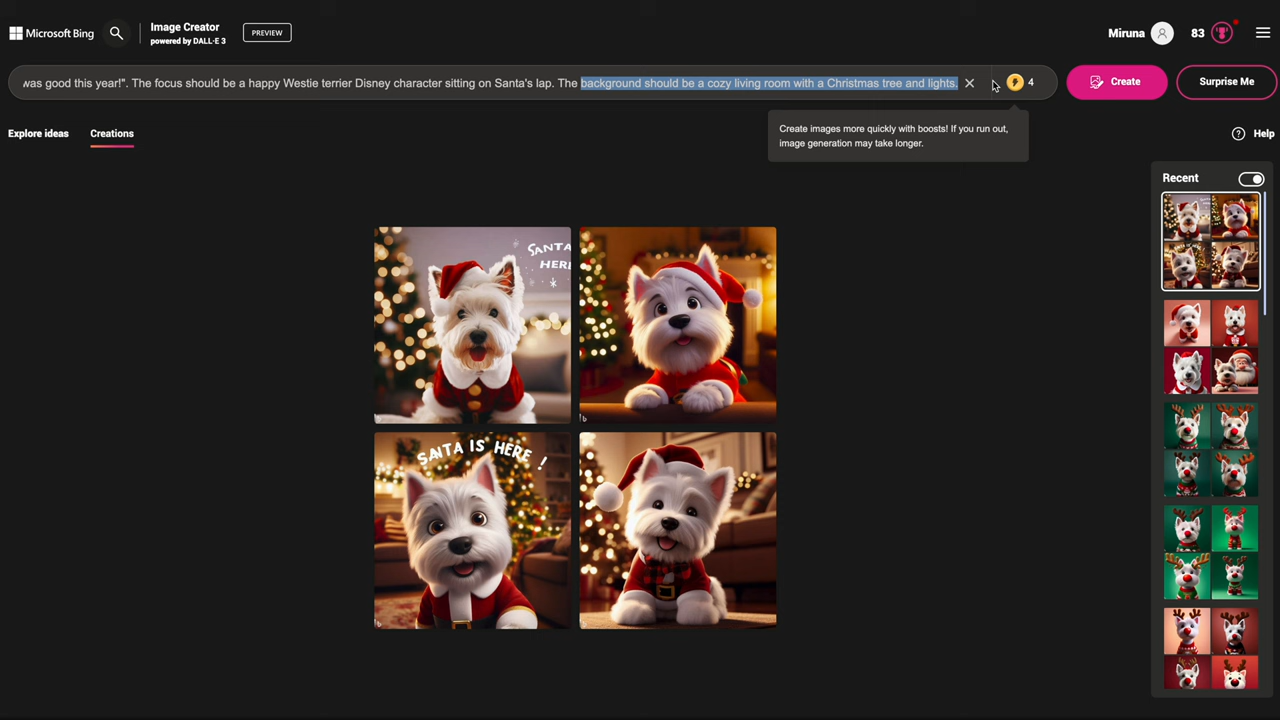 Microsoft Bing
Image Creator
powered by DALL·E 3
PREVIEW
Miruna
83
was good this year!". The focus should be a happy Westie terrier Disney character sitting on Santa's lap. The background should be a cozy living room with a Christmas tree and lights.
4
Create
Surprise Me
Explore ideas
Creations
Create images more quickly with boosts! If you run out,
image generation may take longer.
Help
Recent
SANTA
HERE
SAITA IS HERE !